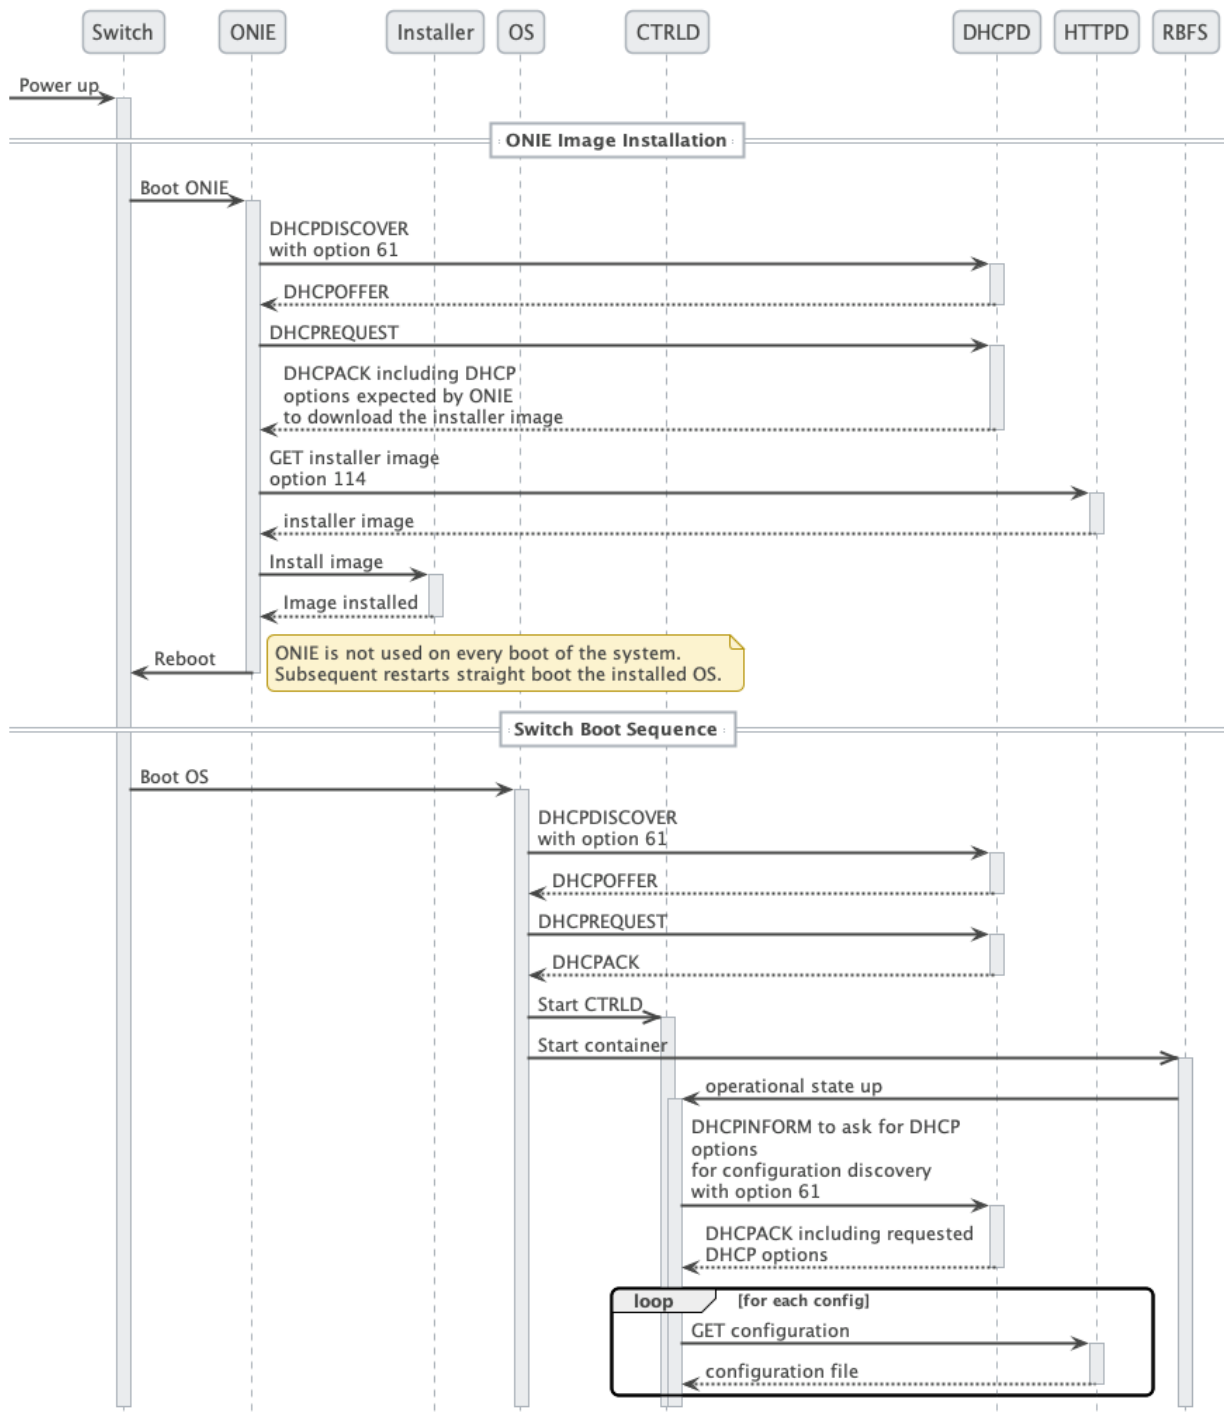 Switch ONIE Installer OS CTRLD DHCPD HTTPD RBFS
Power up
ONIE Image Installation
Boot ONIE
DHCPDISCOVER
with option 61
DHCPOFFER
DHCPREQUEST
DHCPACK including DHCP
options expected by ONIE
to download the installer image
GET installer image
option 114
installer image
Install image
Image installed
ONIE is not used on every boot of the system.
Reboot
Subsequent restarts straight boot the installed OS.
Switch Boot Sequence
Boot OS
DHCPDISCOVER
with option 61
DHCPOFFER
DHCPREQUEST
DHCPACK
Start CTRLD
Start container
operational state up
DHCPINFORM to ask for DHCP
options
for configuration discovery
with option 61
DHCPACK including requested
DHCP options
loop [for each config]
GET configuration
configuration file